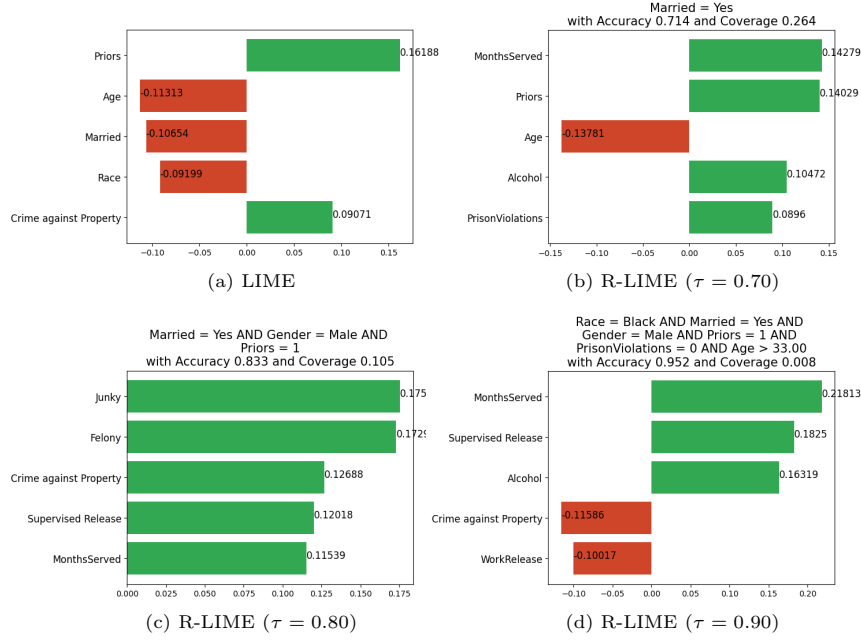 Priors
0.16188
Age
-0.11313
Married
-0.10654
Race
-0.09199
Crime against Property
0.09071
−0.10 −0.05 0.00 0.05 0.10 0.15
(a) LIME
Married = Yes
with Accuracy 0.714 and Coverage 0.264
MonthsServed
0.14279
Priors
0.14029
Age
-0.13781
Alcohol
0.10472
PrisonViolations
0.0896
−0.15 −0.10 −0.05 0.00 0.05 0.10 0.15
(b) R-LIME (τ = 0.70)
Married = Yes AND Gender = Male AND
Priors = 1
with Accuracy 0.833 and Coverage 0.105
Junky
0.175
Felony
0.1729
Crime against Property
0.12688
Supervised Release
0.12018
MonthsServed
0.11539
0.000 0.025 0.050 0.075 0.100 0.125 0.150 0.175
(c) R-LIME (τ = 0.80)
Race = Black AND Married = Yes AND
Gender = Male AND Priors = 1 AND
PrisonViolations = 0 AND Age > 33.00
with Accuracy 0.952 and Coverage 0.008
MonthsServed
0.21813
Supervised Release
0.1825
Alcohol
0.16319
Crime against Property
-0.11586
WorkRelease
-0.10017
−0.10 −0.05 0.00 0.05 0.10 0.15 0.20
(d) R-LIME (τ = 0.90)